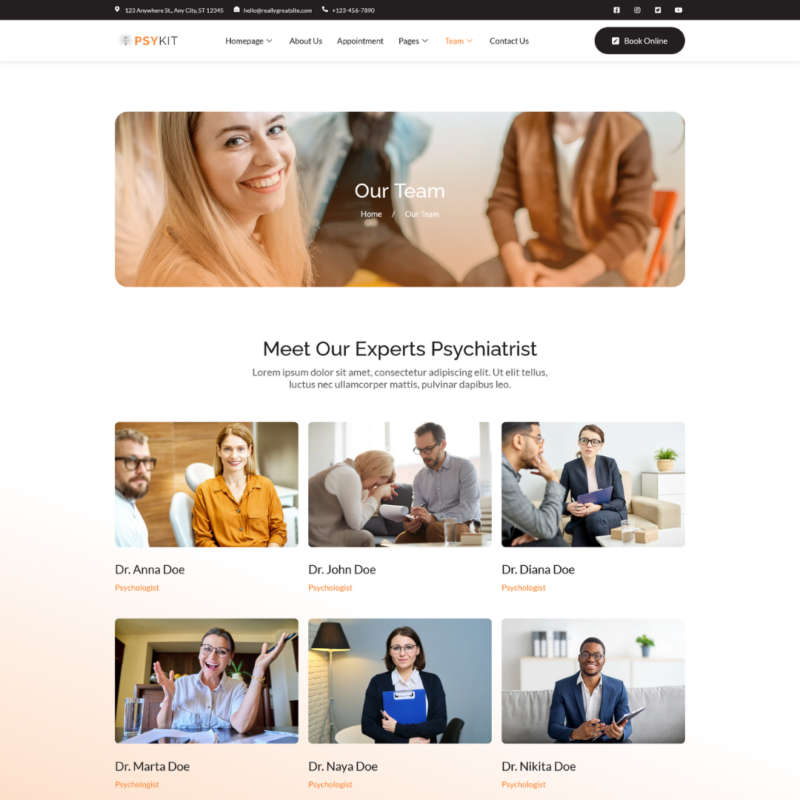 123 Anywhere St., Any City, ST 12345 hello@reallygreatsite.com +123-456-7890
PSYKIT Homepage About Us Appointment Pages Team Contact Us Book Online
Our Team
Home / Our Team
Meet Our Experts Psychiatrist
Lorem ipsum dolor sit amet, consectetur adipiscing elit. Ut elit tellus,
luctus nec ullamcorper mattis, pulvinar dapibus leo.
Dr. Anna Doe Dr. John Doe Dr. Diana Doe
Psychologist Psychologist Psychologist
Dr. Marta Doe Dr. Naya Doe Dr. Nikita Doe
Psychologist Psychologist Psychologist